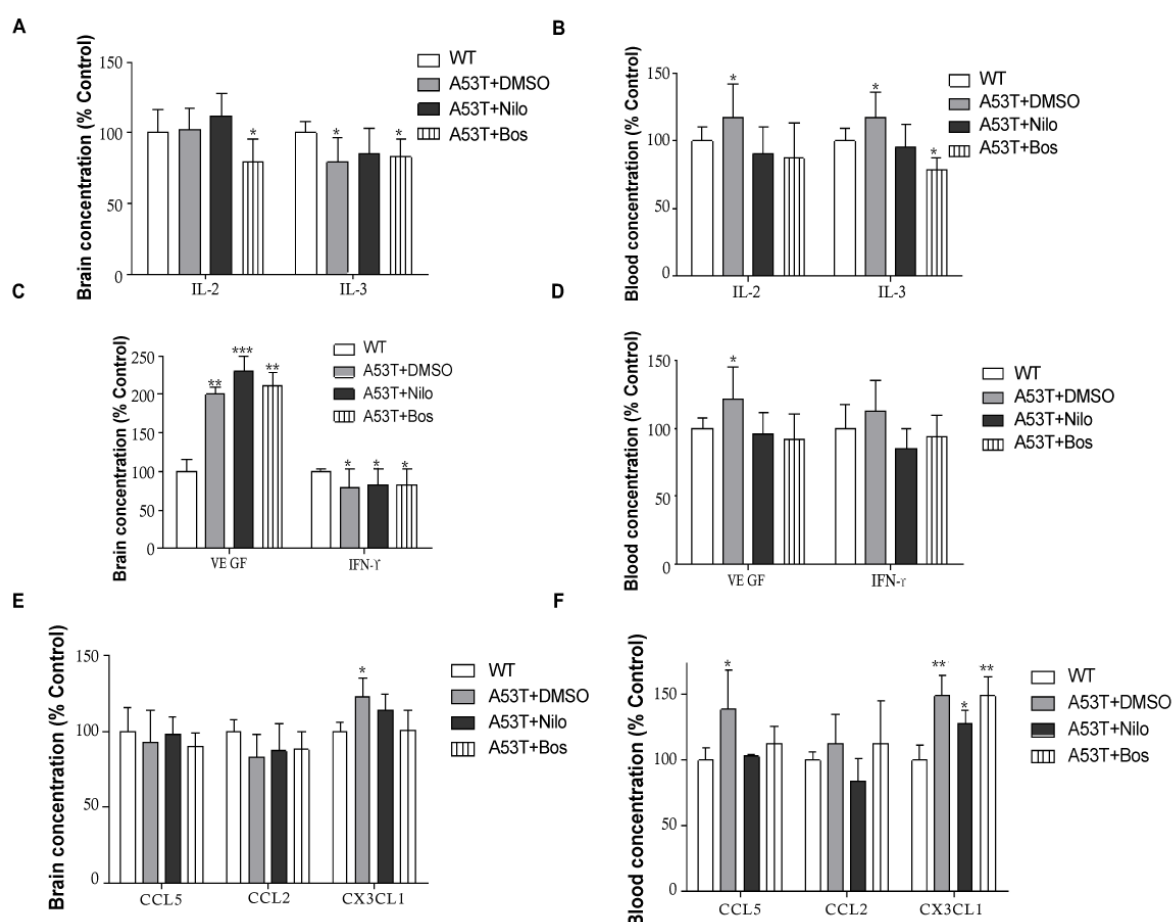 A
Brain concentration (% Control)
150
100
50
0
* * *
IL-2 IL-3
WT
A53T+DMSO
A53T+Nilo
A53T+Bos
B
Blood concentration (% Control)
150
100
50
0
* * *
IL-2 IL-3
WT
A53T+DMSO
A53T+Nilo
A53T+Bos
C
Brain concentration (% Control)
250
200
150
100
50
0
** *** ** * * *
VE GF IFN-ϒ
WT
A53T+DMSO
A53T+Nilo
A53T+Bos
D
Blood concentration (% Control)
150
100
50
0
*
VE GF IFN-ϒ
WT
A53T+DMSO
A53T+Nilo
A53T+Bos
E
Brain concentration (% Control)
150
100
50
0
*
CCL5 CCL2 CX3CL1
WT
A53T+DMSO
A53T+Nilo
A53T+Bos
F
Blood concentration (% Control)
150
150
100
50
0
* ** * **
CCL5 CCL2 CX3CL1
WT
A53T+DMSO
A53T+Nilo
A53T+Bos